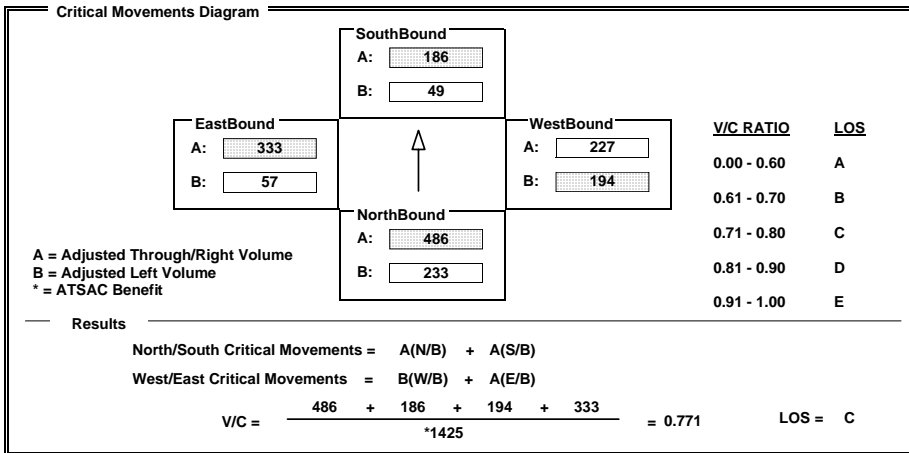 Critical Movements Diagram
SouthBound
A: 186
B: 49
EastBound
A: 333
B: 57
WestBound
A: 227
B: 194
NorthBound
A: 486
B: 233
V/C RATIO LOS
0.00 - 0.60 A
0.61 - 0.70 B
0.71 - 0.80 C
0.81 - 0.90 D
0.91 - 1.00 E
A = Adjusted Through/Right Volume
B = Adjusted Left Volume
* = ATSAC Benefit
Results
North/South Critical Movements = A(N/B) + A(S/B)
West/East Critical Movements = B(W/B) + A(E/B)
V/C = 486 + 186 + 194 + 333 = 0.771 LOS = C
*1425